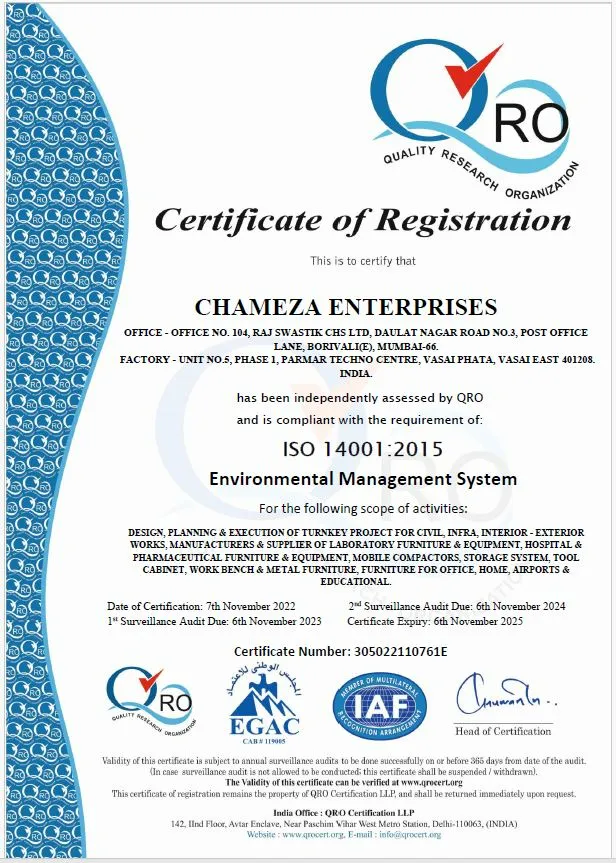 QRO
QUALITY RESEARCH ORGANIZATION
Certificate of Registration
This is to certify that
CHAMEZA ENTERPRISES
OFFICE - OFFICE NO. 104, RAJ SWASTIK CHS LTD, DAULAT NAGAR ROAD NO.3, POST OFFICE
LANE, BORIVALI(E), MUMBAI-66.
FACTORY - UNIT NO.5, PHASE 1, PARMAR TECHNO CENTRE, VASAI PHATA, VASAI EAST 401208.
INDIA.
has been independently assessed by QRO
and is compliant with the requirement of:
ISO 14001:2015
Environmental Management System
For the following scope of activities:
DESIGN, PLANNING & EXECUTION OF TURNKEY PROJECT FOR CIVIL, INFRA, INTERIOR - EXTERIOR
WORKS, MANUFACTURERS & SUPPLIER OF LABORATORY FURNITURE & EQUIPMENT, HOSPITAL &
PHARMACEUTICAL FURNITURE & EQUIPMENT, MOBILE COMPACTORS, STORAGE SYSTEM, TOOL
CABINET, WORK BENCH & METAL FURNITURE, FURNITURE FOR OFFICE, HOME, AIRPORTS &
EDUCATIONAL.
Date of Certification: 7th November 2022 2nd Surveillance Audit Due: 6th November 2024
1st Surveillance Audit Due: 6th November 2023 Certificate Expiry: 6th November 2025
Certificate Number: 305022110761E
QRO
QUALITY RESEARCH ORGANIZATION
المجلس الوطني للاعتماد
EGAC
CAB # 119005
MEMBER OF MULTILATERAL
IAF
RECOGNITION ARRANGEMENT
Head of Certification
Validity of this certificate is subject to annual surveillance audits to be done successfully on or before 365 days from date of the audit.
(In case surveillance audit is not allowed to be conducted; this certificate shall be suspended / withdrawn).
The Validity of this certificate can be verified at www.qrocert.org
This certificate of registration remains the property of QRO Certification LLP, and shall be returned immediately upon request.
India Office : QRO Certification LLP
142, IInd Floor, Avtar Enclave, Near Paschim Vihar West Metro Station, Delhi-110063, (INDIA)
Website : www.qrocert.org, E-mail : info@qrocert.org